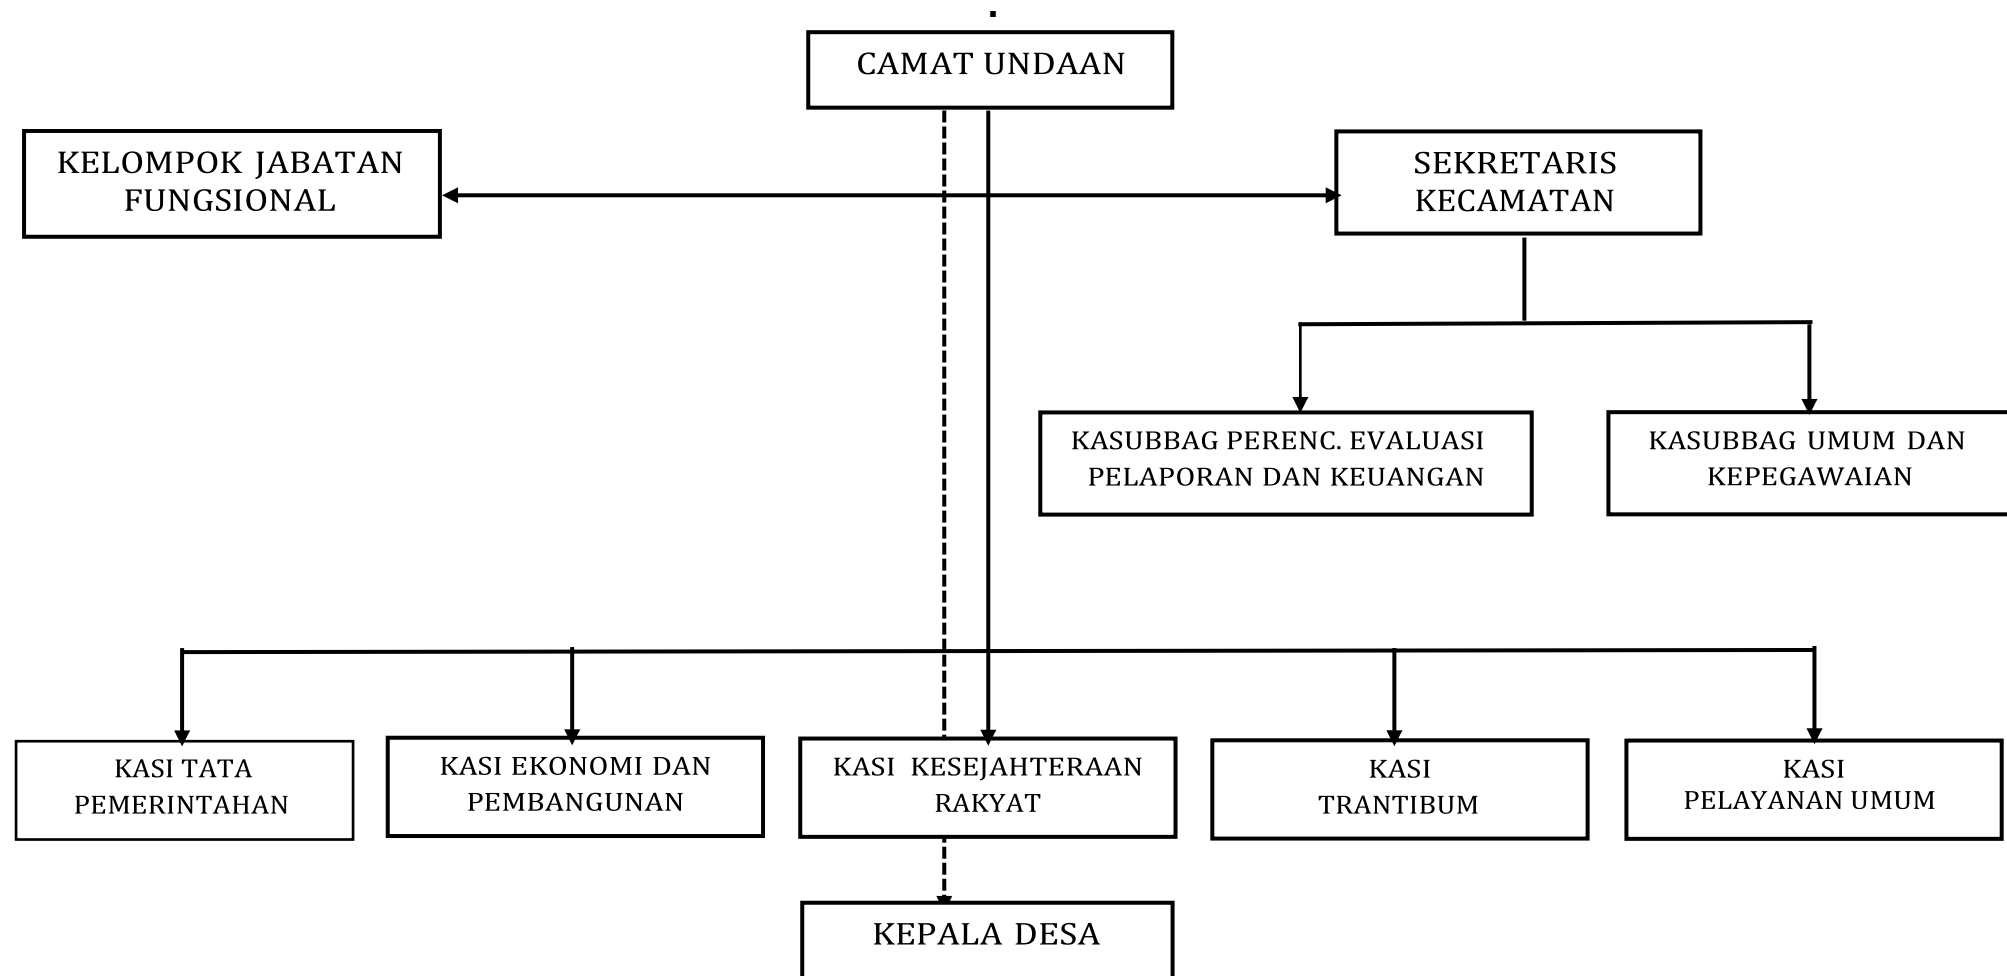 CAMAT UNDAAN
KELOMPOK JABATAN
FUNGSIONAL
SEKRETARIS
KECAMATAN
KASUBBAG PERENC. EVALUASI
PELAPORAN DAN KEUANGAN
KASUBBAG UMUM DAN
KEPEGAWAIAN
KASI TATA
PEMERINTAHAN
KASI EKONOMI DAN
PEMBANGUNAN
KASI KESEJAHTERAAN
RAKYAT
KASI
TRANTIBUM
KASI
PELAYANAN UMUM
KEPALA DESA